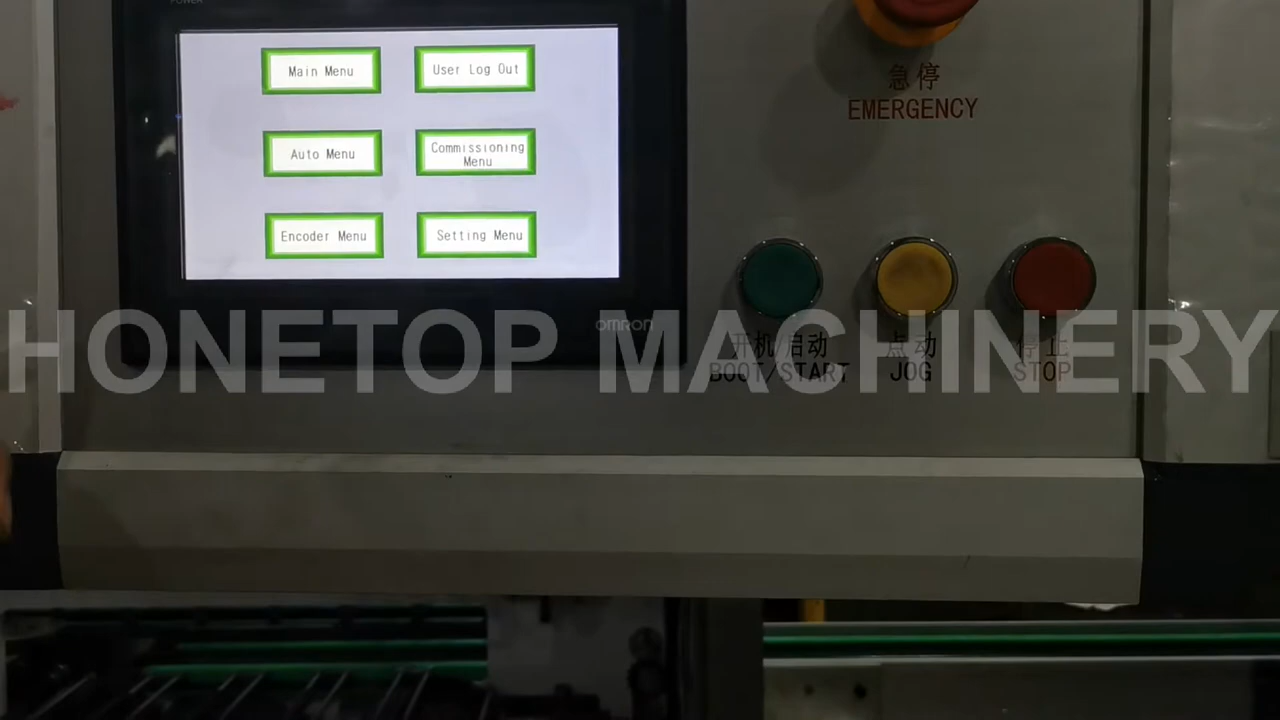 POWER
Main Menu
User Log Out
Auto Menu
Commissioning
Menu
Encoder Menu
Setting Menu
omron
急停
EMERGENCY
开机/启动
BOOT/START
点动
JOG
停止
STOP
HONETOP MACHINERY